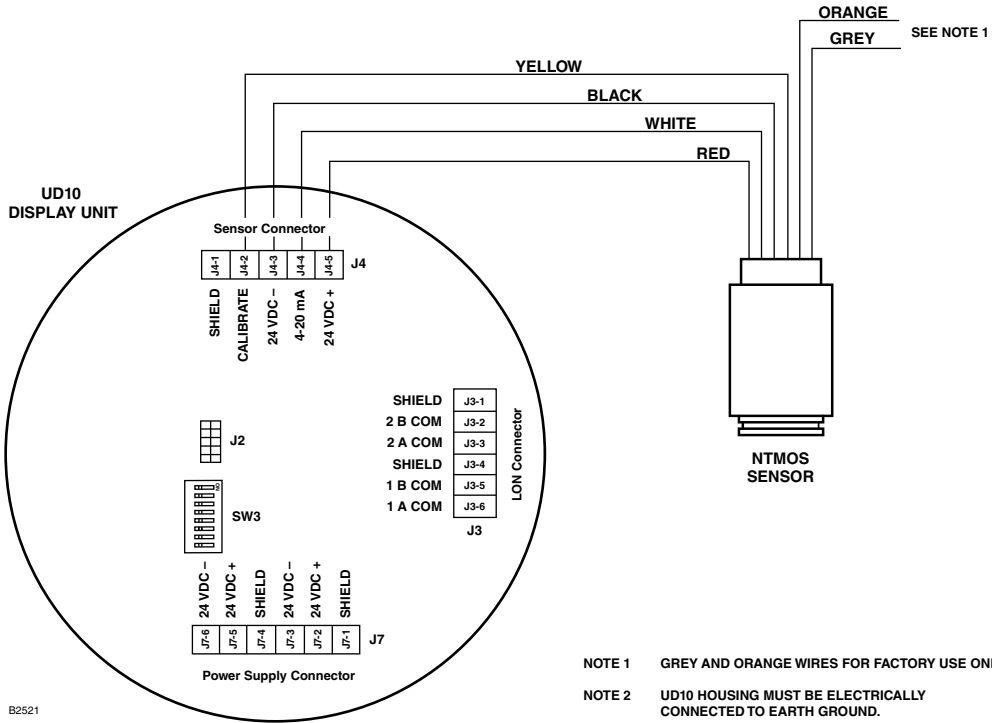 ORANGE
GREY
SEE NOTE 1
YELLOW
BLACK
WHITE
RED
UD10
DISPLAY UNIT
Sensor Connector
J4-1 J4-2 J4-3 J4-4 J4-5
J4
SHIELD
CALIBRATE
24 VDC –
4-20 mA
24 VDC +
SHIELD J3-1
2 B COM J3-2
2 A COM J3-3
SHIELD J3-4
1 B COM J3-5
1 A COM J3-6
LON Connector
J3
J2
NO
SW3
NTMOS
SENSOR
24 VDC –
24 VDC +
SHIELD
24 VDC –
24 VDC +
SHIELD
J7-6 J7-5 J7-4 J7-3 J7-2 J7-1
J7
Power Supply Connector
NOTE 1 GREY AND ORANGE WIRES FOR FACTORY USE
NOTE 2 UD10 HOUSING MUST BE ELECTRICALLY
CONNECTED TO EARTH GROUND.
B2521